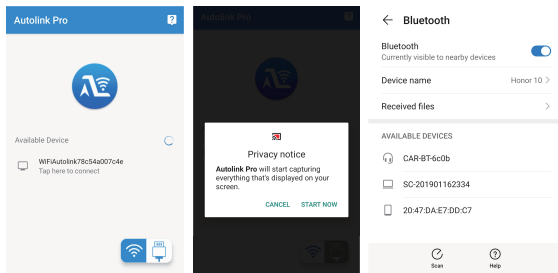 Autolink Pro
Available Device
WiFiAutolink78c54a007c4e
Tap here to connect
Autolink Pro
Privacy notice
Autolink Pro will start capturing
everything that's displayed on your
screen.
CANCEL START NOW
Bluetooth
Bluetooth
Currently visible to nearby devices
Device name Honor 10
Received files
AVAILABLE DEVICES
CAR-BT-6c0b
SC-201901162334
20:47:DA:E7:DD:C7
Scan Help